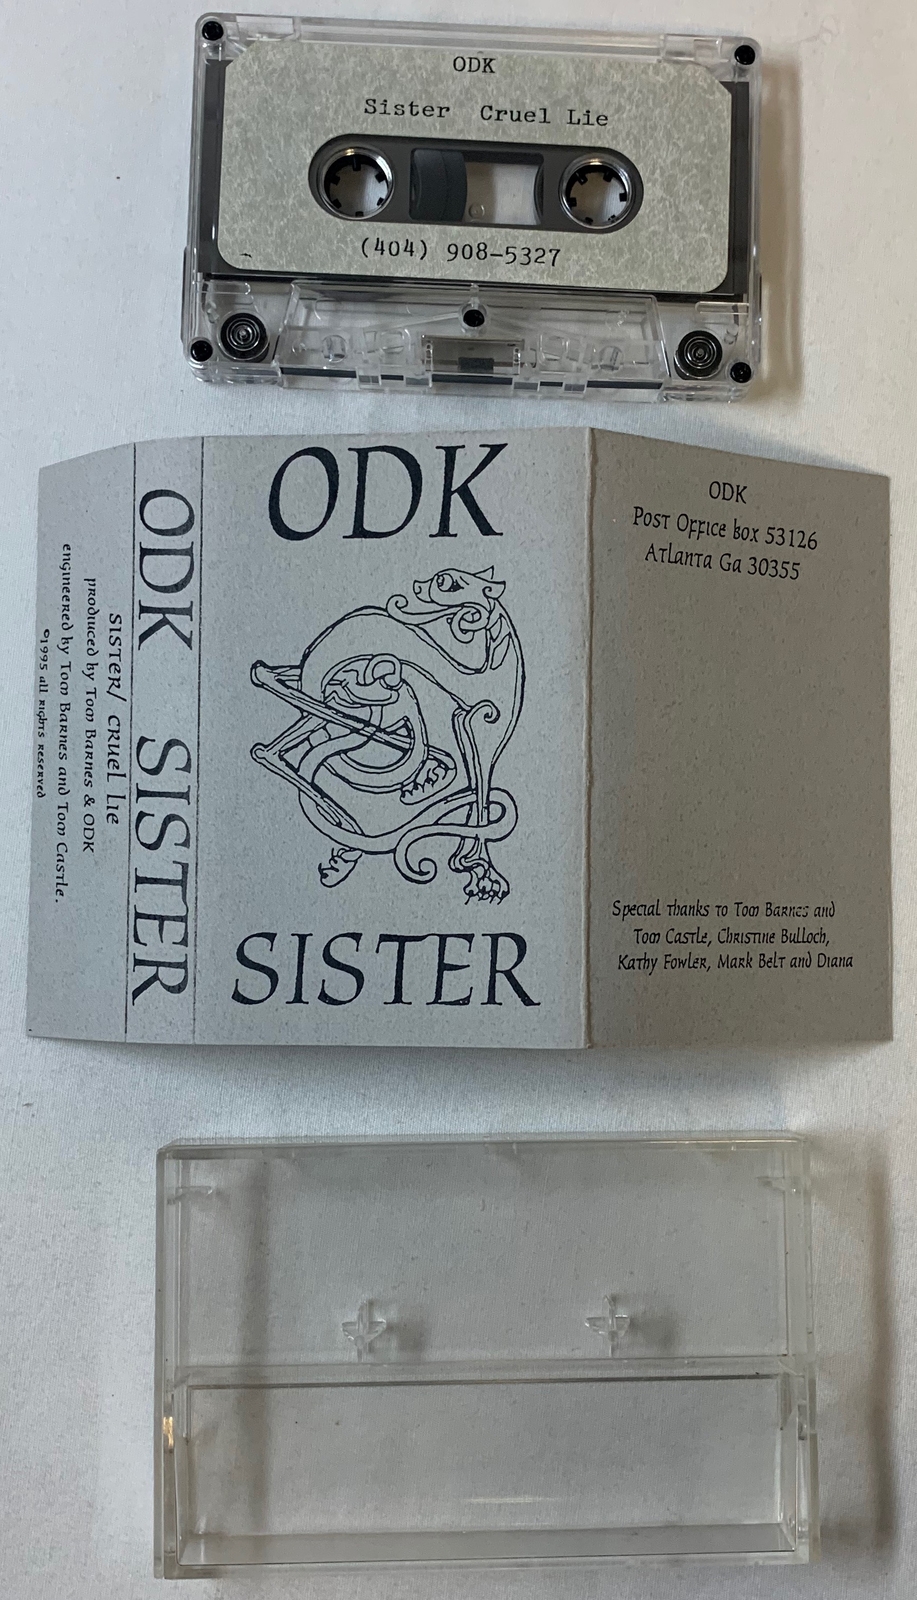 ODK
Sister Cruel Lie
(404) 908-5327
ODK
SISTER
ODK SISTER
SISTER/ CRUEL LIE
PRODUCED by Tom BARNES & ODK
ENGINEERED by Tom BARNES and Tom CASTLE.
©1995 ALL RIGHTS RESERVED
ODK
POST OFFICE box 53126
ATLANTA Ga 30355
Special Thanks to Tom Barnes and
Tom Castle, Christine Bulloch,
Kathy Fowler, Mark Belt and Diana